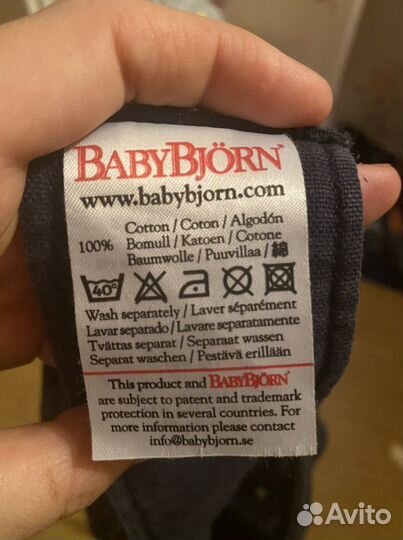 BABYBJÖRN®
www.babybjorn.com
100% Cotton / Coton / Algodón
Bomull / Katoen / Cotone
Baumwolle / Puuvillaa / 綿
40°
Wash separately / Laver séparément
Lavar separado / Lavare separatamente
Tvättas separat / Separaat wassen
Separat waschen / Pestävä erillään
This product and BABYBJÖRN®
are subject to patent and trademark
protection in several countries. For
more information please contact
info@babybjorn.se
Avito